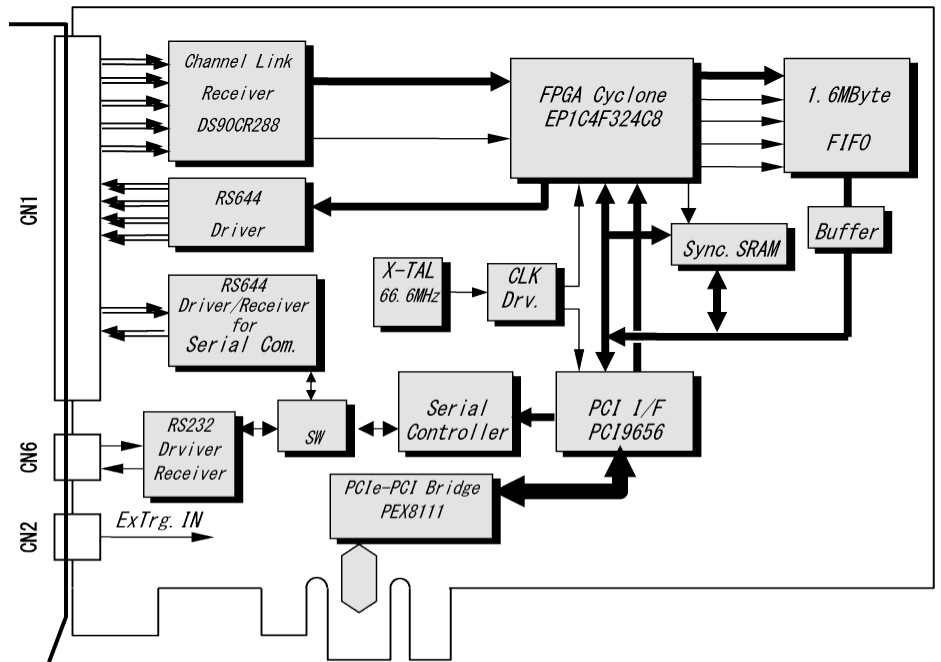 Channel Link
Receiver
DS90CR288
FPGA Cyclone
EP1C4F324C8
1.6MByte
FIFO
CN1
RS644
Driver
Buffer
Sync. SRAM
X-TAL
66.6MHz
CLK
Drv.
RS644
Driver/Receiver
for
Serial Com.
PCI I/F
PCI9656
Serial
Controller
SW
RS232
Drviver
Receiver
CN6
PCIe-PCI Bridge
PEX8111
CN2
ExTrg. IN